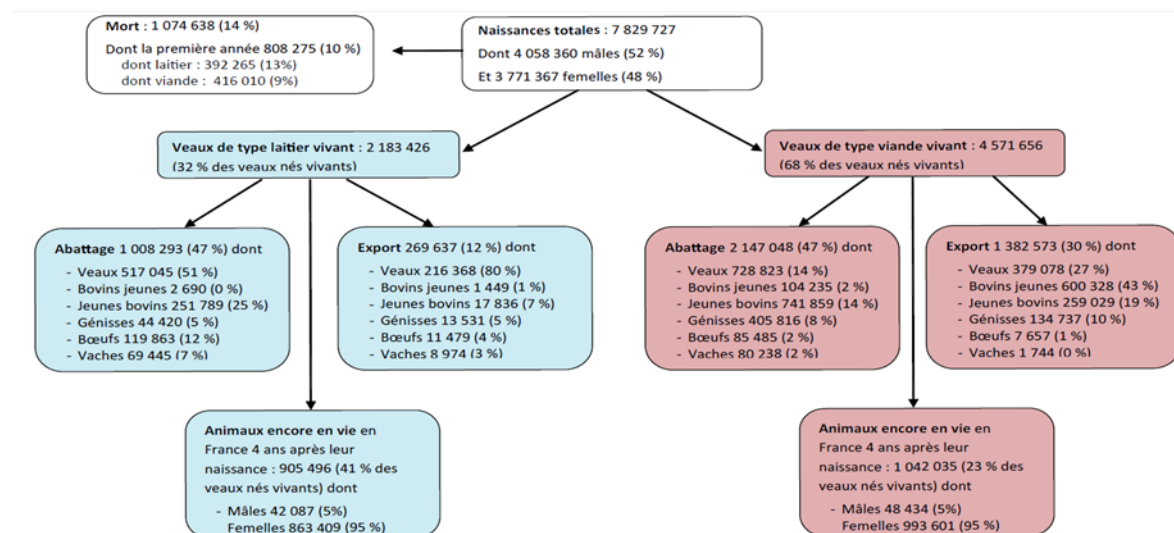 Mort : 1 074 638 (14 %)
Dont la première année 808 275 (10 %)
dont laitier : 392 265 (13%)
dont viande : 416 010 (9%)
Naissances totales : 7 829 727
Dont 4 058 360 mâles (52 %)
Et 3 771 367 femelles (48 %)
Veaux de type laitier vivant : 2 183 426
(32 % des veaux nés vivants)
Veaux de type viande vivant : 4 571 656
(68 % des veaux nés vivants)
Abattage 1 008 293 (47 %) dont
- Veaux 517 045 (51 %)
- Bovins jeunes 2 690 (0 %)
- Jeunes bovins 251 789 (25 %)
- Génisses 44 420 (5 %)
- Bœufs 119 863 (12 %)
- Vaches 69 445 (7 %)
Export 269 637 (12 %) dont
- Veaux 216 368 (80 %)
- Bovins jeunes 1 449 (1 %)
- Jeunes bovins 17 836 (7 %)
- Génisses 13 531 (5 %)
- Bœufs 11 479 (4 %)
- Vaches 8 974 (3 %)
Abattage 2 147 048 (47 %) dont
- Veaux 728 823 (14 %)
- Bovins jeunes 104 235 (2 %)
- Jeunes bovins 741 859 (14 %)
- Génisses 405 816 (8 %)
- Bœufs 85 485 (2 %)
- Vaches 80 238 (2 %)
Export 1 382 573 (30 %) dont
- Veaux 379 078 (27 %)
- Bovins jeunes 600 328 (43 %)
- Jeunes bovins 259 029 (19 %)
- Génisses 134 737 (10 %)
- Bœufs 7 657 (1 %)
- Vaches 1 744 (0 %)
Animaux encore en vie en
France 4 ans après leur
naissance : 905 496 (41 % des
veaux nés vivants) dont
- Mâles 42 087 (5%)
Femelles 863 409 (95 %)
Animaux encore en vie en
France 4 ans après leur
naissance : 1 042 035 (23 % des
veaux nés vivants) dont
- Mâles 48 434 (5%)
Femelles 993 601 (95 %)